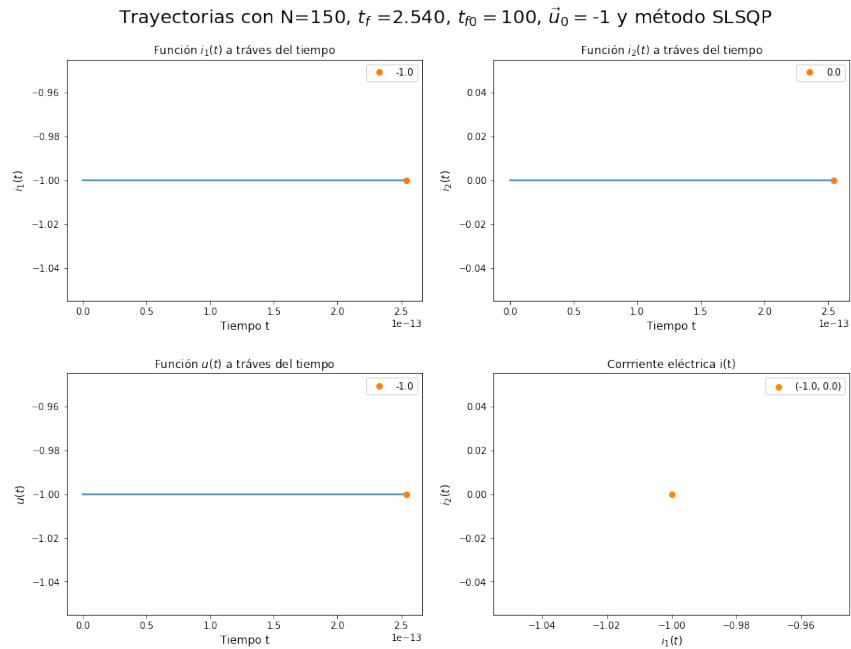 Trayectorias con N=150, t_f =2.540, t_{f0} = 100, \vec{u}_0 = -1 y método SLSQP
Función i₁(t) a tráves del tiempo
-1.0
i₁(t)
−0.96
−0.98
−1.00
−1.02
−1.04
0.0 0.5 1.0 1.5 2.0 2.5
1e−13
Tiempo t
Función i₂(t) a tráves del tiempo
0.0
i₂(t)
0.04
0.02
0.00
−0.02
−0.04
0.0 0.5 1.0 1.5 2.0 2.5
1e−13
Tiempo t
Función u(t) a tráves del tiempo
-1.0
u(t)
−0.96
−0.98
−1.00
−1.02
−1.04
0.0 0.5 1.0 1.5 2.0 2.5
1e−13
Tiempo t
Corrriente eléctrica i(t)
(-1.0, 0.0)
i₂(t)
0.04
0.02
0.00
−0.02
−0.04
−1.04 −1.02 −1.00 −0.98 −0.96
i₁(t)